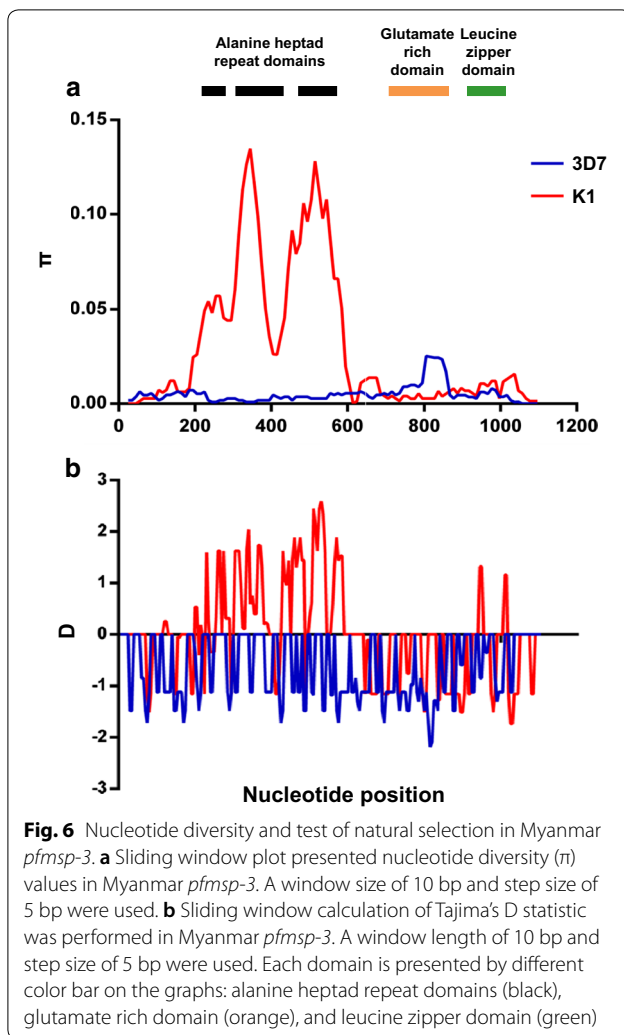 Alanine heptad
repeat domains
Glutamate
rich
domain
Leucine
zipper
domain
a
0.15
0.10
0.05
0.00
π
3D7
K1
0 200 400 600 800 1000 1200
b
3
2
1
0
-1
-2
-3
D
Nucleotide position
Fig. 6 Nucleotide diversity and test of natural selection in Myanmar
pfmsp-3. a Sliding window plot presented nucleotide diversity (π)
values in Myanmar pfmsp-3. A window size of 10 bp and step size of
5 bp were used. b Sliding window calculation of Tajima's D statistic
was performed in Myanmar pfmsp-3. A window length of 10 bp and
step size of 5 bp were used. Each domain is presented by different
color bar on the graphs: alanine heptad repeat domains (black),
glutamate rich domain (orange), and leucine zipper domain (green)